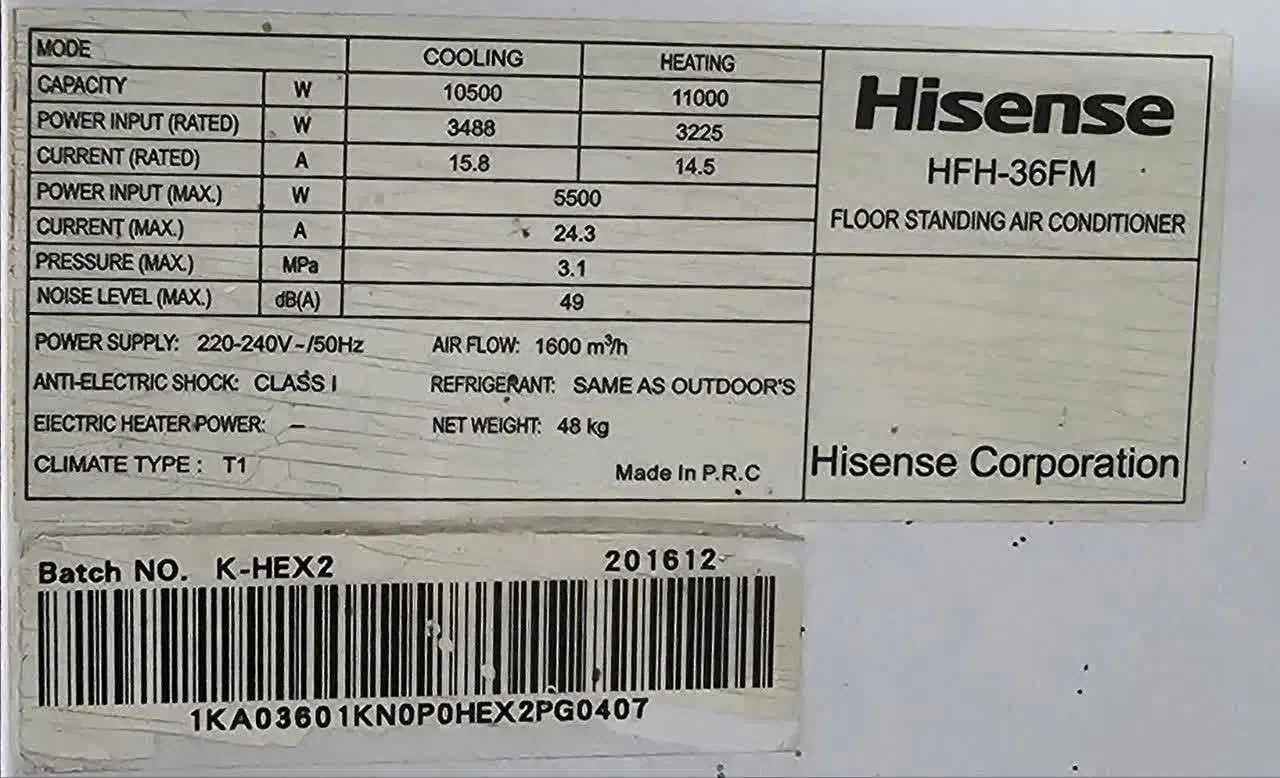 MODE COOLING HEATING
CAPACITY W 10500 11000
POWER INPUT (RATED) W 3488 3225
CURRENT (RATED) A 15.8 14.5
POWER INPUT (MAX.) W 5500
CURRENT (MAX.) A 24.3
PRESSURE (MAX.) MPa 3.1
NOISE LEVEL (MAX.) dB(A) 49
POWER SUPPLY: 220-240V~/50Hz AIR FLOW: 1600 m³/h
ANTI-ELECTRIC SHOCK: CLASS I REFRIGERANT: SAME AS OUTDOOR'S
ElECTRIC HEATER POWER: – NET WEIGHT: 48 kg
CLIMATE TYPE : T1 Made In P.R.C
Hisense
HFH-36FM
FLOOR STANDING AIR CONDITIONER
Hisense Corporation
Batch NO. K-HEX2 201612
1KA03601KN0P0HEX2PG0407